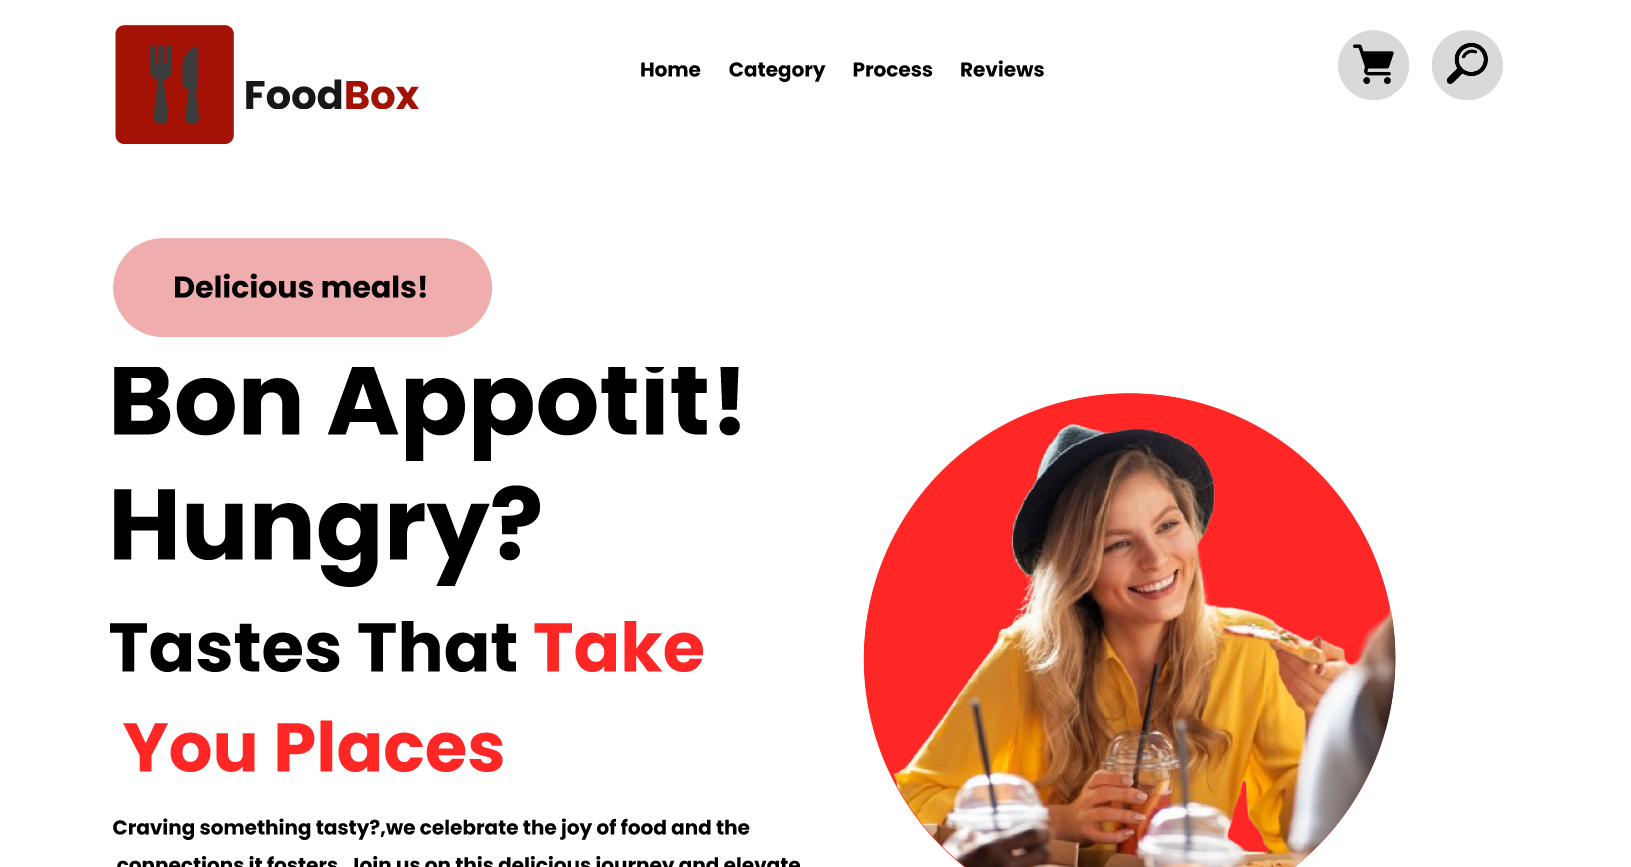 FoodBox
Home Category Process Reviews
Delicious meals!
Bon Appotit!
Hungry?
Tastes That Take
You Places
Craving something tasty?,we celebrate the joy of food and the
connections it fosters. Join us on this delicious journey and elevate